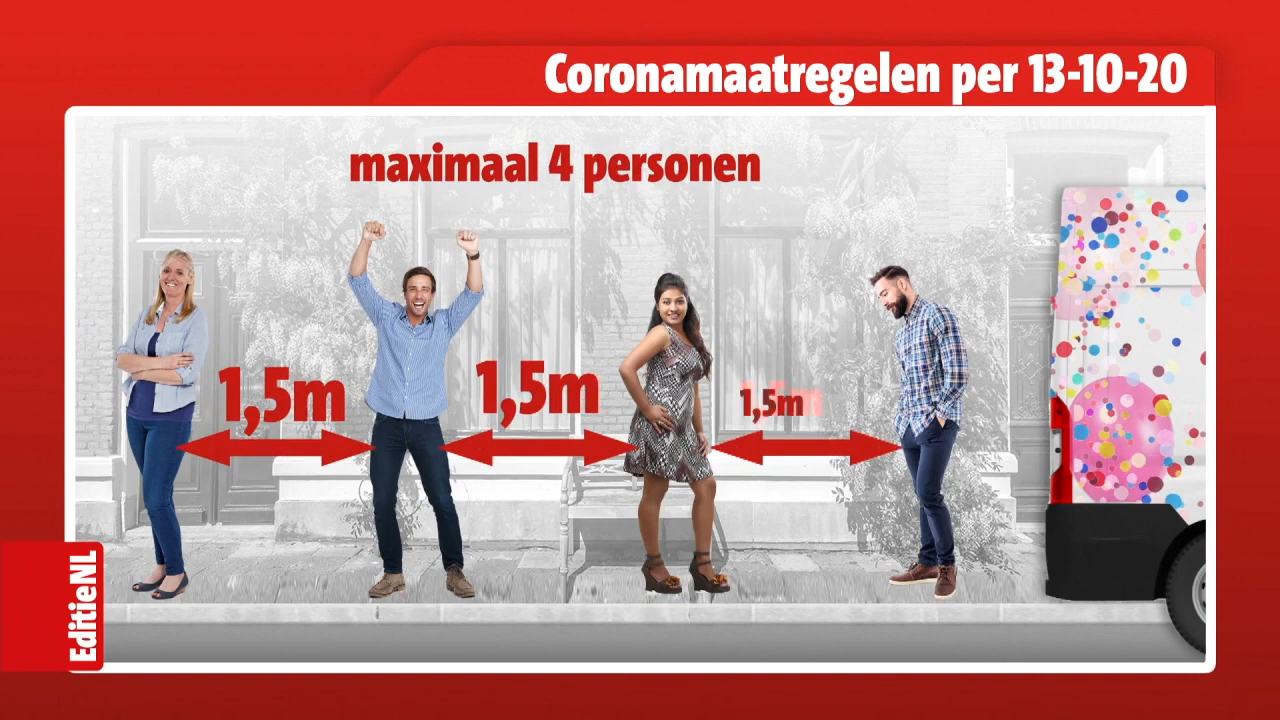 Coronamaatregelen per 13-10-20
maximaal 4 personen
1,5m
1,5m
1,5m
EditieNL